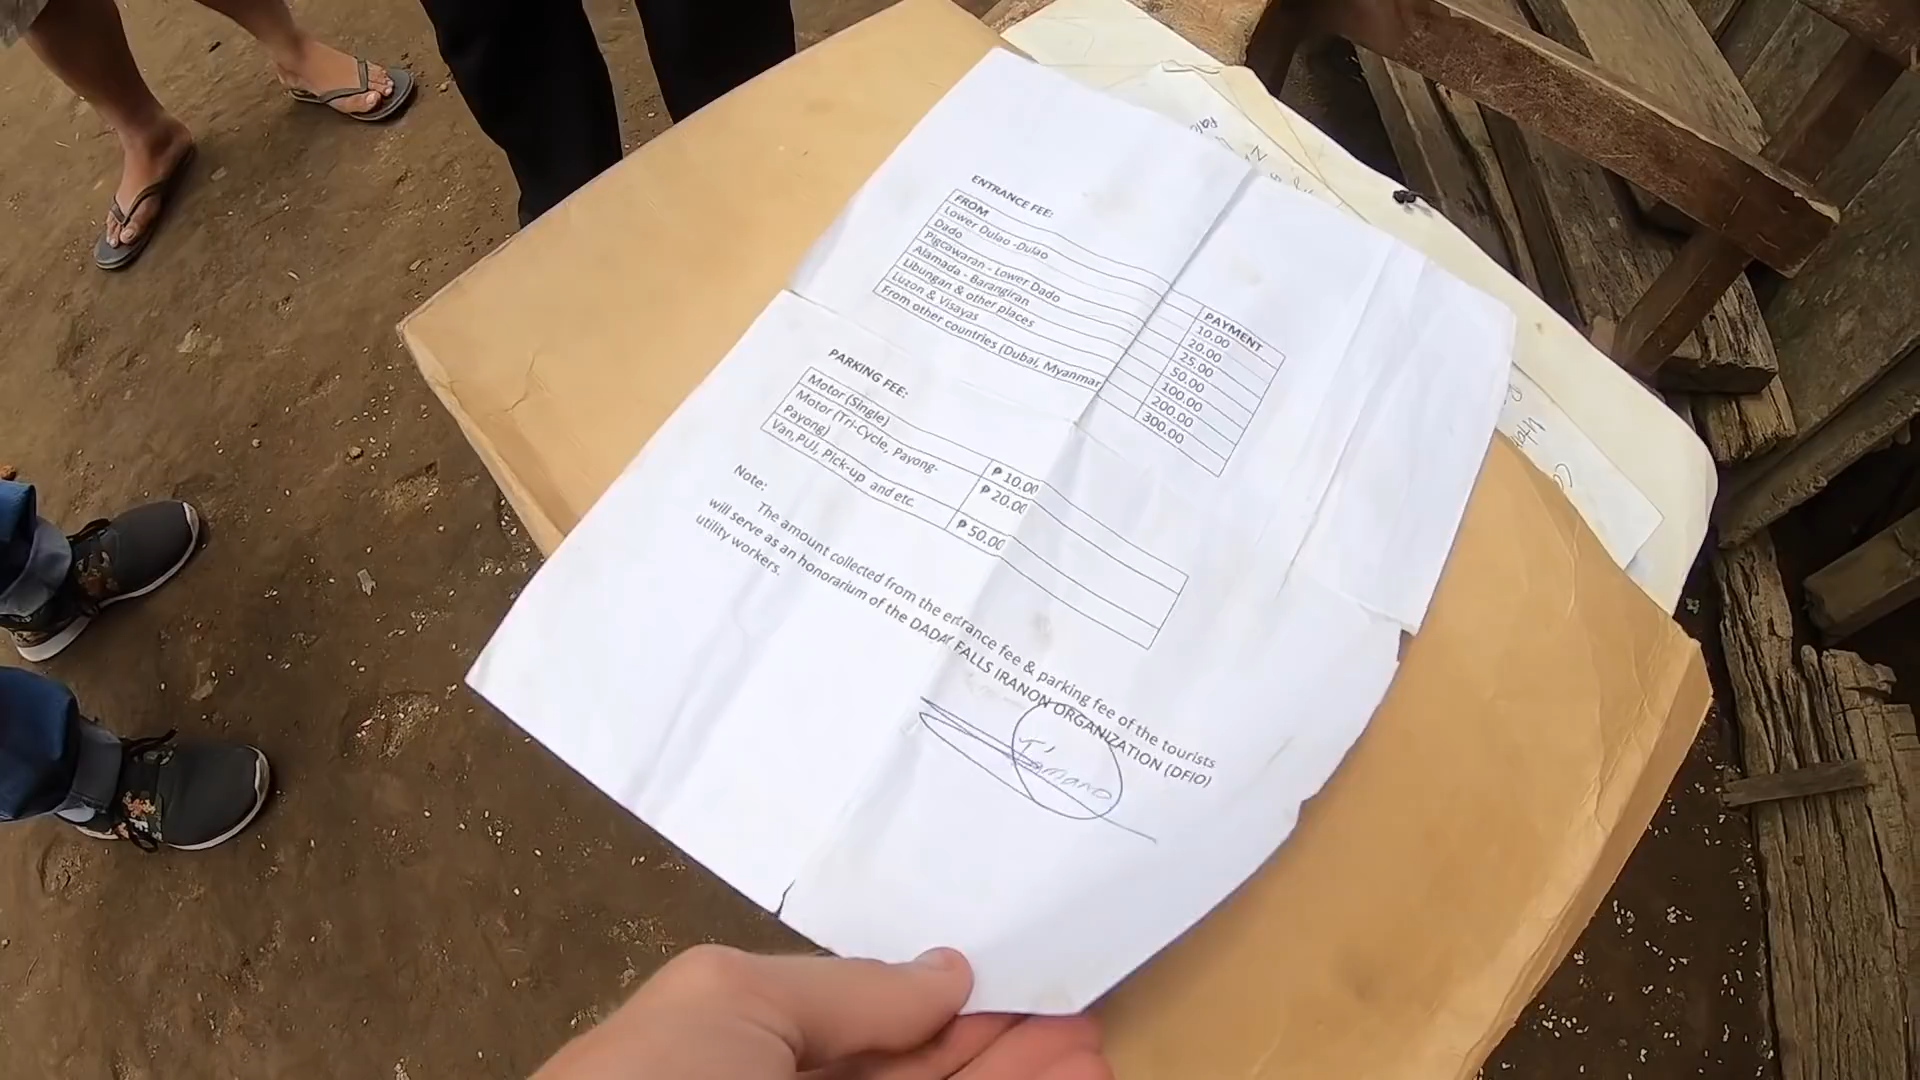 ENTRANCE FEE:
FROM PAYMENT
Lower Dulao -Dulao 10.00
Dado 20.00
Pigcawaran - Lower Dado 25.00
Alamada - Barangiran 50.00
Libungan & other places 100.00
Luzon & Visayas 200.00
From other countries (Dubai, Myanmar 300.00
PARKING FEE:
Motor (Single) ₱ 10.00
Motor (Tri-Cycle, Payong- ₱ 20.00
Payong)
Van,PUJ, Pick-up and etc. ₱ 50.00
Note:
The amount collected from the entrance fee & parking fee of the tourists
will serve as an honorarium of the DADAR FALLS IRANON ORGANIZATION (DFIO)
utility workers.